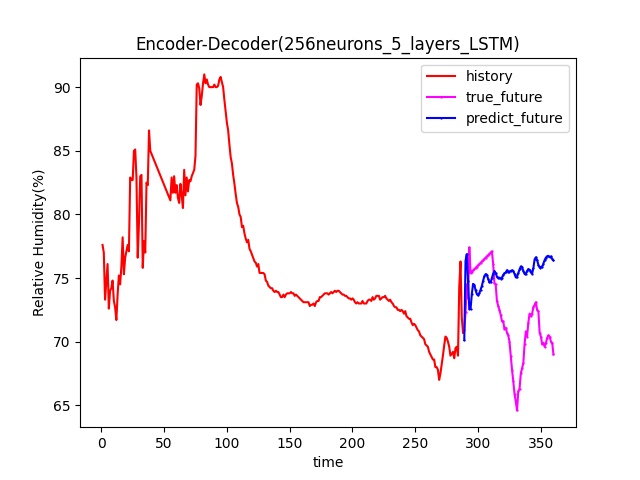 Encoder-Decoder(256neurons_5_layers_LSTM)
history
true_future
predict_future
Relative Humidity(%)
90
85
80
75
70
65
0 50 100 150 200 250 300 350
time